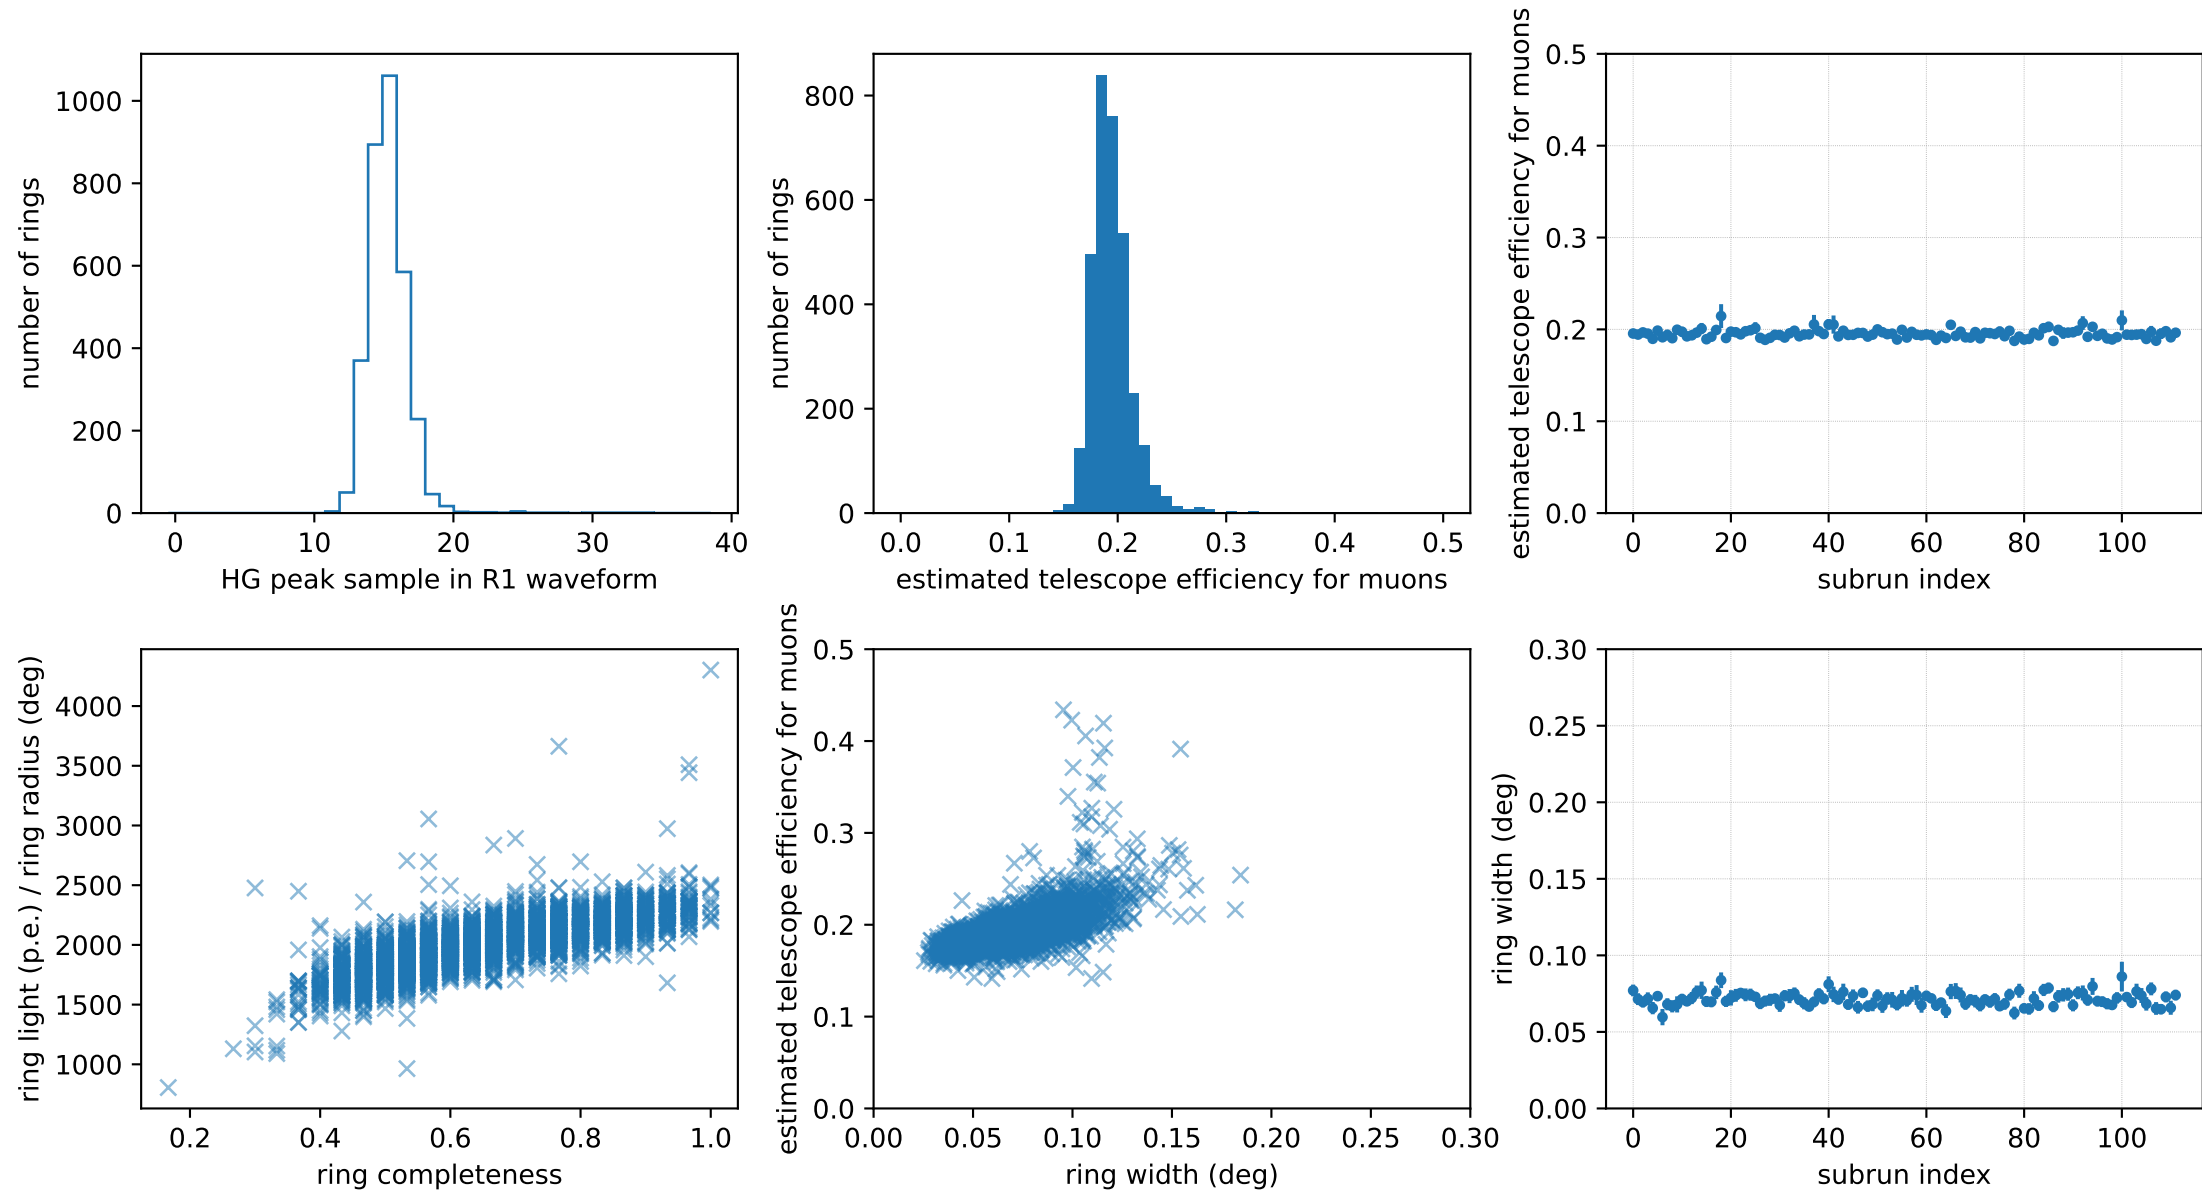 number of rings
1000
800
600
400
200
0
0 10 20 30 40
HG peak sample in R1 waveform
number of rings
800
600
400
200
0
0.0 0.1 0.2 0.3 0.4 0.5
estimated telescope efficiency for muons
estimated telescope efficiency for muons
0.5
0.4
0.3
0.2
0.1
0.0
0 20 40 60 80 100
subrun index
ring light (p.e.) / ring radius (deg)
4000
3500
3000
2500
2000
1500
1000
0.2 0.4 0.6 0.8 1.0
ring completeness
estimated telescope efficiency for muons
0.5
0.4
0.3
0.2
0.1
0.0
0.00 0.05 0.10 0.15 0.20 0.25 0.30
ring width (deg)
ring width (deg)
0.30
0.25
0.20
0.15
0.10
0.05
0.00
0 20 40 60 80 100
subrun index